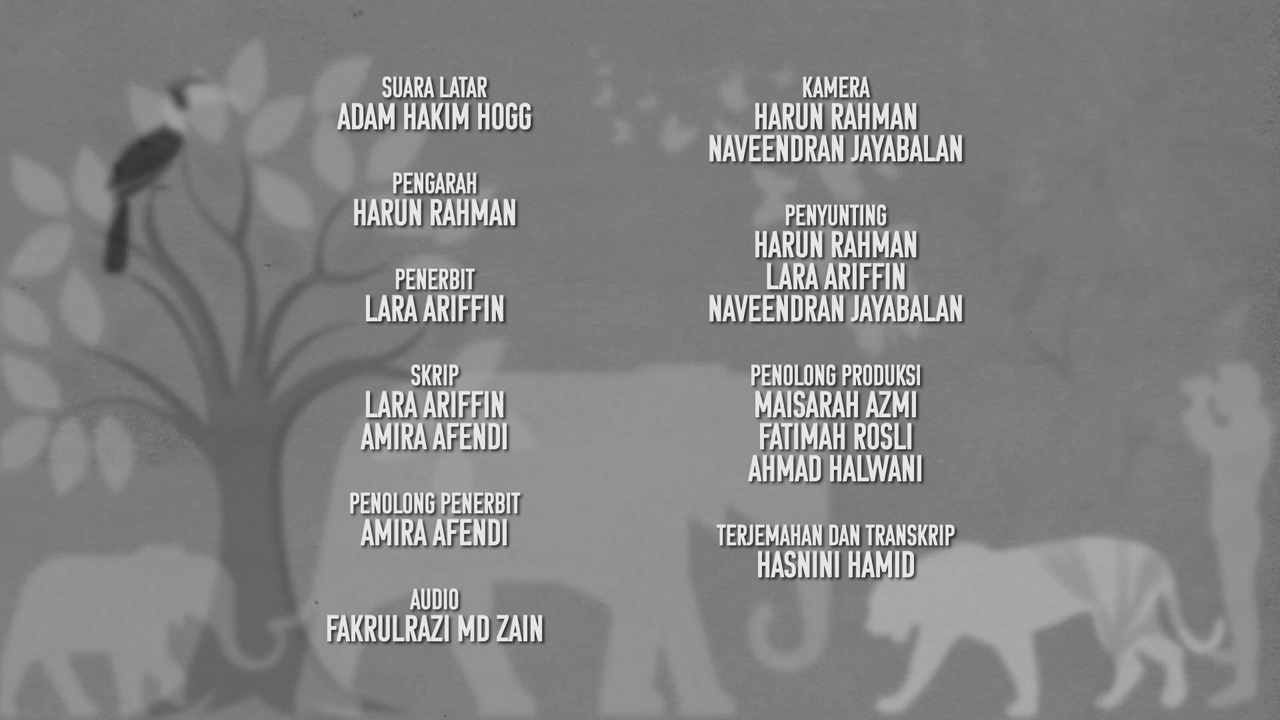 SUARA LATAR
ADAM HAKIM HOGG
PENGARAH
HARUN RAHMAN
PENERBIT
LARA ARIFFIN
SKRIP
LARA ARIFFIN
AMIRA AFENDI
PENOLONG PENERBIT
AMIRA AFENDI
AUDIO
FAKRULRAZI MD ZAIN
KAMERA
HARUN RAHMAN
NAVEENDRAN JAYABALAN
PENYUNTING
HARUN RAHMAN
LARA ARIFFIN
NAVEENDRAN JAYABALAN
PENOLONG PRODUKSI
MAISARAH AZMI
FATIMAH ROSLI
AHMAD HALWANI
TERJEMAHAN DAN TRANSKRIP
HASNINI HAMID